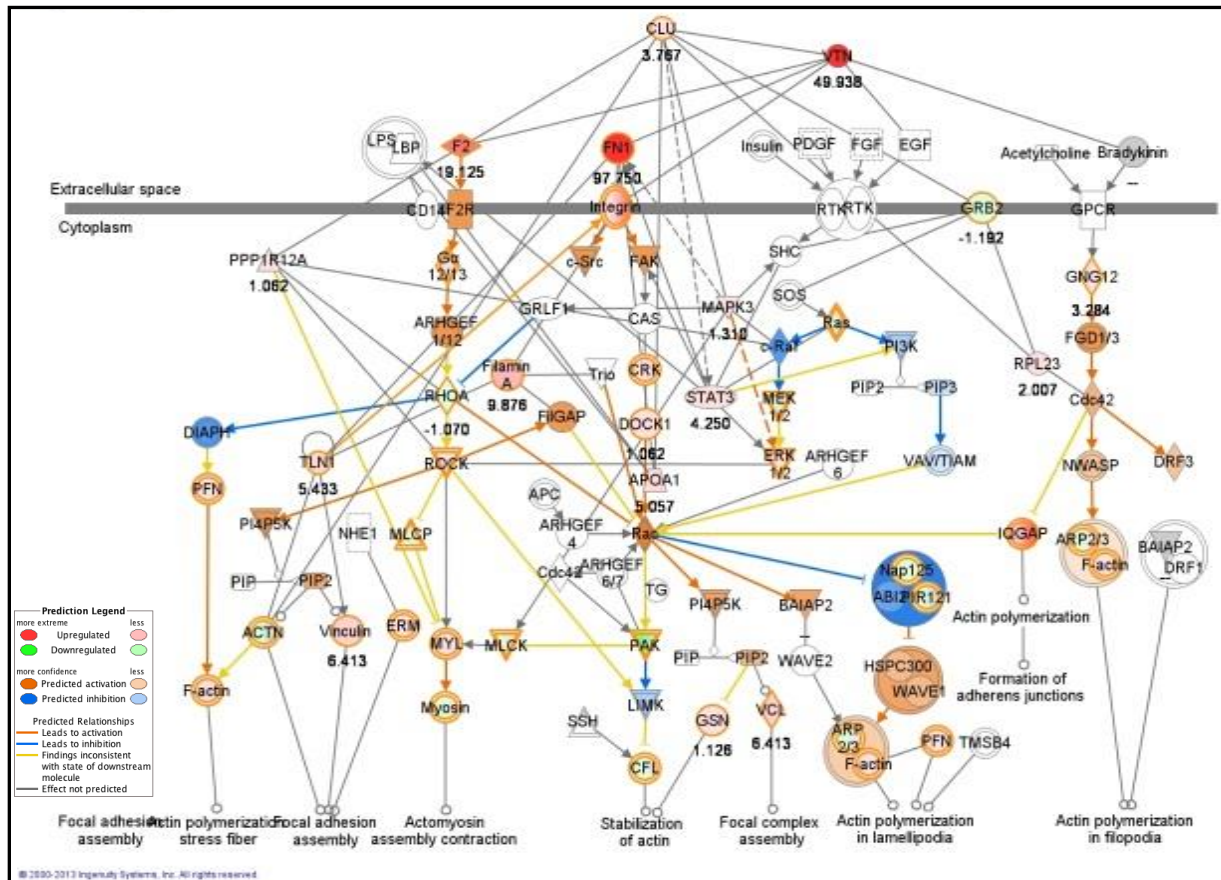 CLU
3.767
VTN
49.938
LPS
LBP
F2
19.125
FN1
97.750
Insulin
PDGF
FGF
EGF
Acetylcholine
Bradykinin
--
Extracellular space
Cytoplasm
CD14
F2R
Integrin
RTK
RTK
GRB2
-1.192
GPCR
PPP1R12A
1.062
Gα
12/13
c-Src
FAK
SHC
GNG12
3.284
ARHGEF
1/12
GRLF1
CAS
MAPK3
1.310
SOS
Ras
c-Raf
PI3K
FGD1/3
Filamin
A
9.876
Trio
CRK
STAT3
4.250
MEK
1/2
PIP2
PIP3
RPL23
2.007
Cdc42
RHOA
-1.070
FilGAP
DOCK1
1.062
DIAPH
TLN1
5.433
ROCK
ERK
1/2
ARHGEF
6
VAV/TIAM
NWASP
DRF3
PFN
APOA1
5.057
PI4P5K
NHE1
MLCP
APC
ARHGEF
4
Rac
IQGAP
ARP2/3
F-actin
BAIAP2
--
DRF1
PIP
PIP2
Cdc42
ARHGEF
6/7
TG
PI4P5K
BAIAP2
Nap125
ABI2
PIR121
Actin polymerization
ACTN
Vinculin
6.413
ERM
MYL
MLCK
PAK
PIP
PIP2
WAVE2
HSPC300
WAVE1
Formation of
adherens junctions
F-actin
Myosin
LIMK
SSH
GSN
1.126
VCL
6.413
ARP
2/3
F-actin
PFN
TMSB4
CFL
Prediction Legend
more extreme
less
Upregulated
Downregulated
more confidence
less
Predicted activation
Predicted inhibition
Predicted Relationships
Leads to activation
Leads to inhibition
Findings inconsistent
with state of downstream
molecule
Effect not predicted
Focal adhesion
assembly
Actin polymerization
stress fiber
Focal adhesion
assembly
Actomyosin
assembly contraction
Stabilization
of actin
Focal complex
assembly
Actin polymerization
in lamellipodia
Actin polymerization
in filopodia
© 2000-2013 Ingenuity Systems, Inc. All rights reserved.